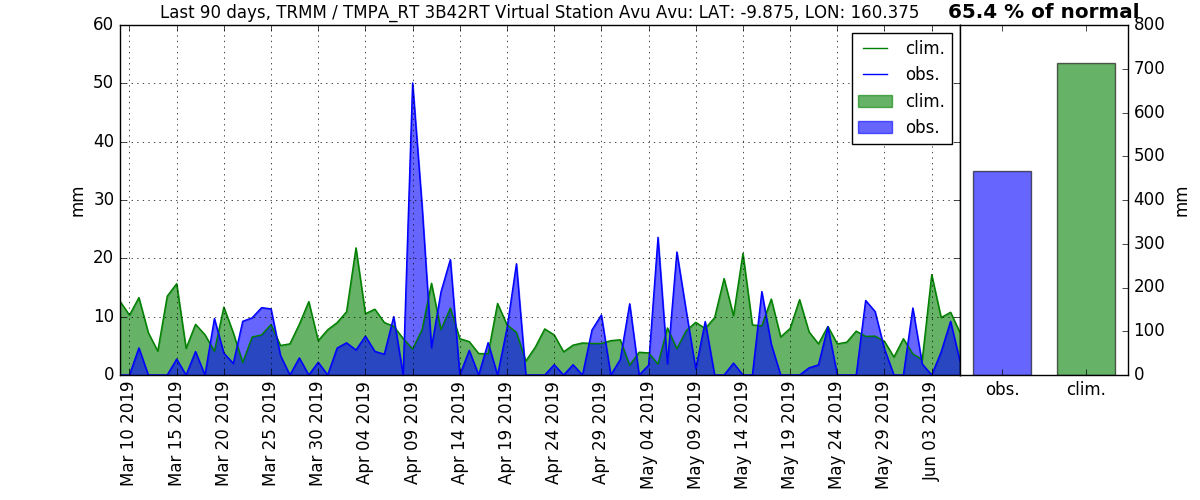 Last 90 days, TRMM / TMPA_RT 3B42RT Virtual Station Avu Avu: LAT: -9.875, LON: 160.375
65.4 % of normal
60
50
40
30
20
10
0
mm
clim.
obs.
clim.
obs.
Mar 10 2019
Mar 15 2019
Mar 20 2019
Mar 25 2019
Mar 30 2019
Apr 04 2019
Apr 09 2019
Apr 14 2019
Apr 19 2019
Apr 24 2019
Apr 29 2019
May 04 2019
May 09 2019
May 14 2019
May 19 2019
May 24 2019
May 29 2019
Jun 03 2019
800
700
600
500
400
300
200
100
0
mm
obs.
clim.